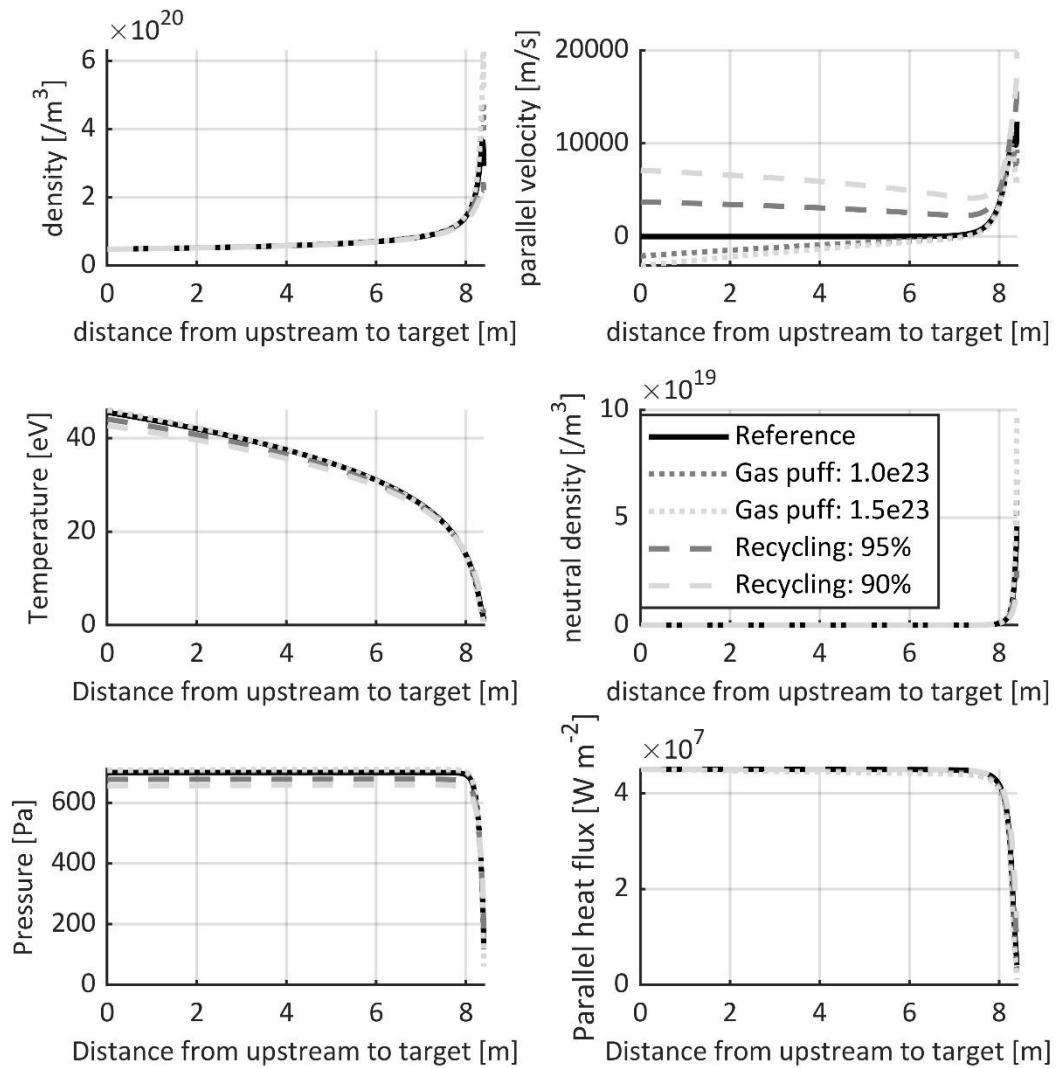 ×10^20
6
4
2
0
density [/m^3]
0 2 4 6 8
distance from upstream to target [m]
20000
10000
0
parallel velocity [m/s]
0 2 4 6 8
distance from upstream to target [m]
40
20
0
Temperature [eV]
0 2 4 6 8
Distance from upstream to target [m]
×10^19
10
5
0
neutral density [/m^3]
Reference
Gas puff: 1.0e23
Gas puff: 1.5e23
Recycling: 95%
Recycling: 90%
0 2 4 6 8
distance from upstream to target [m]
600
400
200
0
Pressure [Pa]
0 2 4 6 8
Distance from upstream to target [m]
×10^7
4
2
0
Parallel heat flux [W m^-2]
0 2 4 6 8
Distance from upstream to target [m]